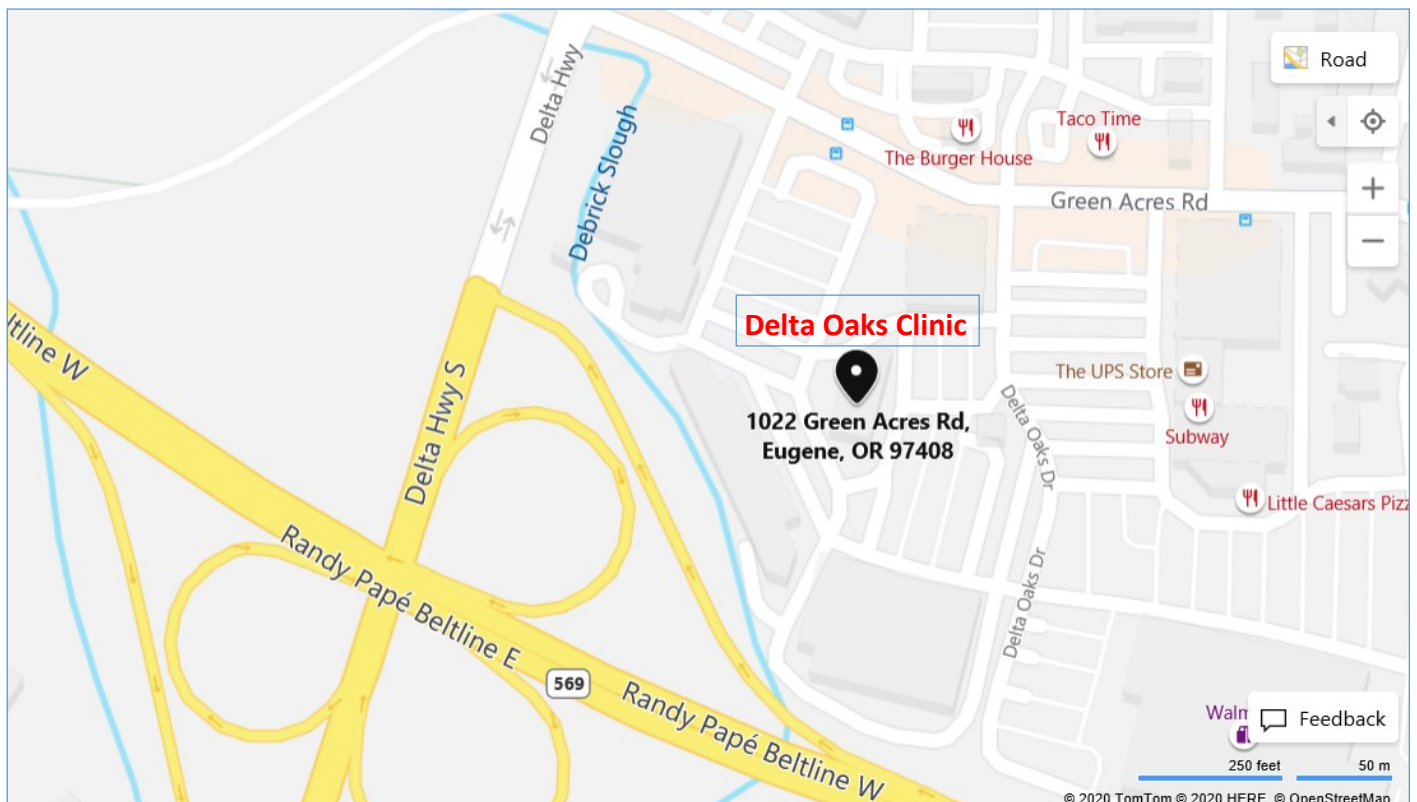 Road
Delta Hwy
Debrick Slough
The Burger House
Taco Time
Green Acres Rd
+
−
Delta Oaks Clinic
1022 Green Acres Rd,
Eugene, OR 97408
The UPS Store
Subway
Little Caesars Pizz
Delta Oaks Dr
Delta Oaks Dr
ltline W
Delta Hwy S
Randy Papé Beltline E
569
Randy Papé Beltline W
Walm
Feedback
250 feet
50 m
© 2020 TomTom © 2020 HERE, © OpenStreetMap